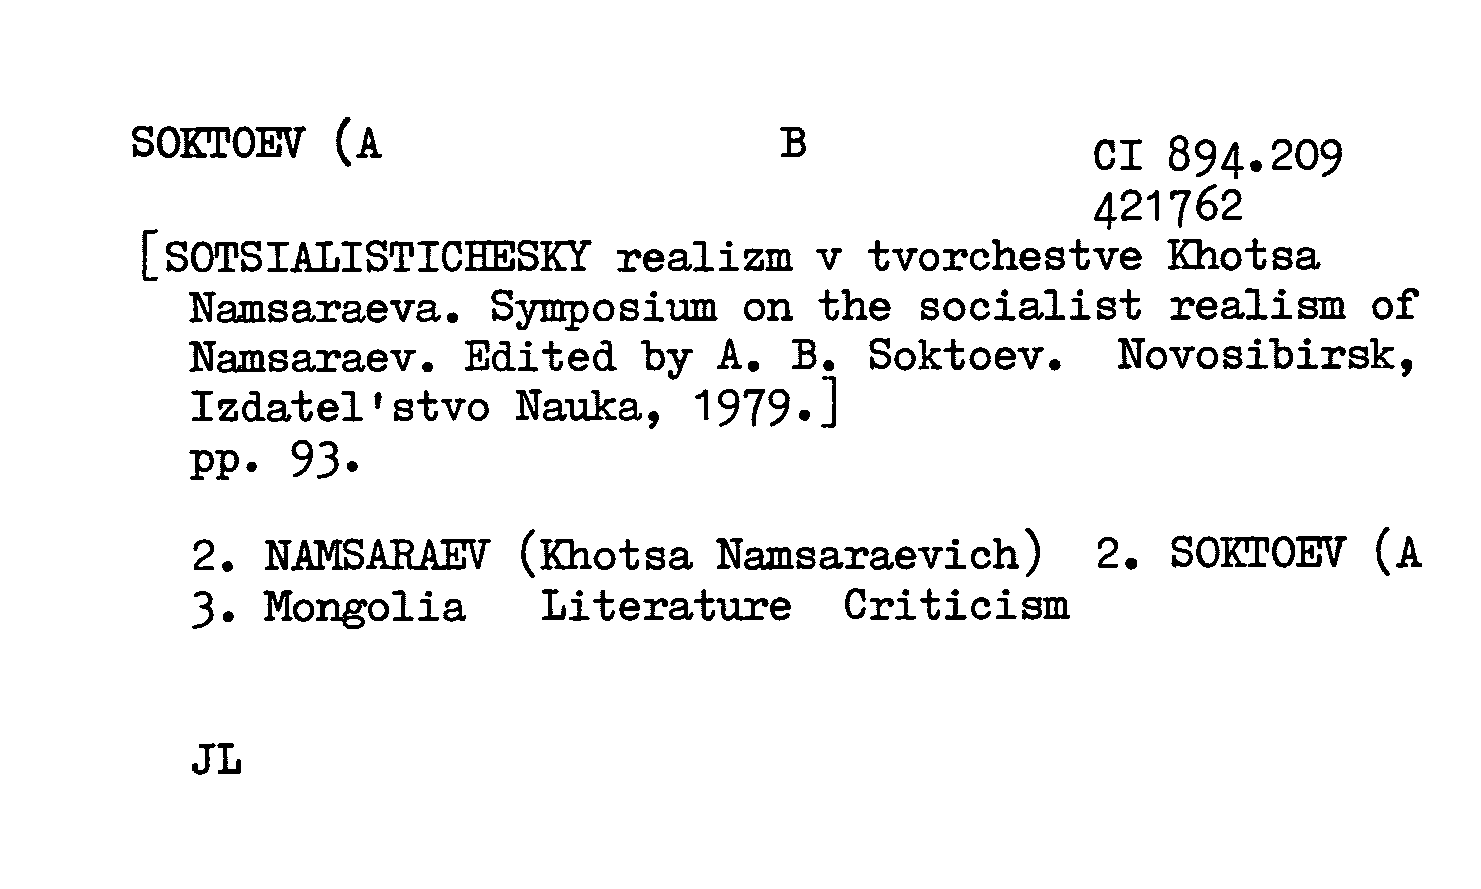 SOKTOEV (A B CI 894.209
421762
[SOTSIALISTICHESKY realizm v tvorchestve Khotsa
Namsaraeva. Symposium on the socialist realism of
Namsaraev. Edited by A. B. Soktoev. Novosibirsk,
Izdatel'stvo Nauka, 1979.]
pp. 93.
2. NAMSARAEV (Khotsa Namsaraevich) 2. SOKTOEV (A
3. Mongolia Literature Criticism
JL